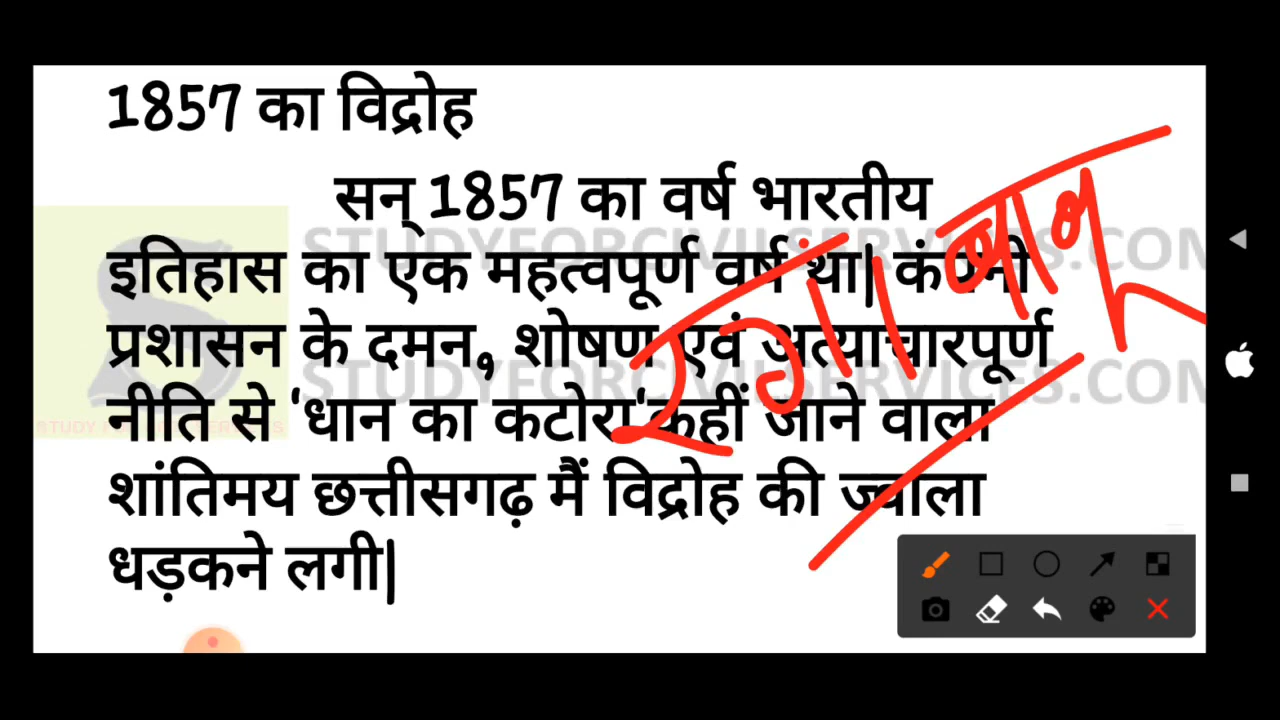 1857 का विद्रोह
सन् 1857 का वर्ष भारतीय
STUDYFORCIVILSERVICES.COM
इतिहास का एक महत्वपूर्ण वर्ष था| कंपनी
प्रशासन के दमन, शोषण एवं अत्याचारपूर्ण
STUDYFORCIVILSERVICES.COM
नीति से 'धान का कटोरा'कहीं जाने वाला
शांतिमय छत्तीसगढ़ मैं विद्रोह की ज्वाला
धड़कने लगी|